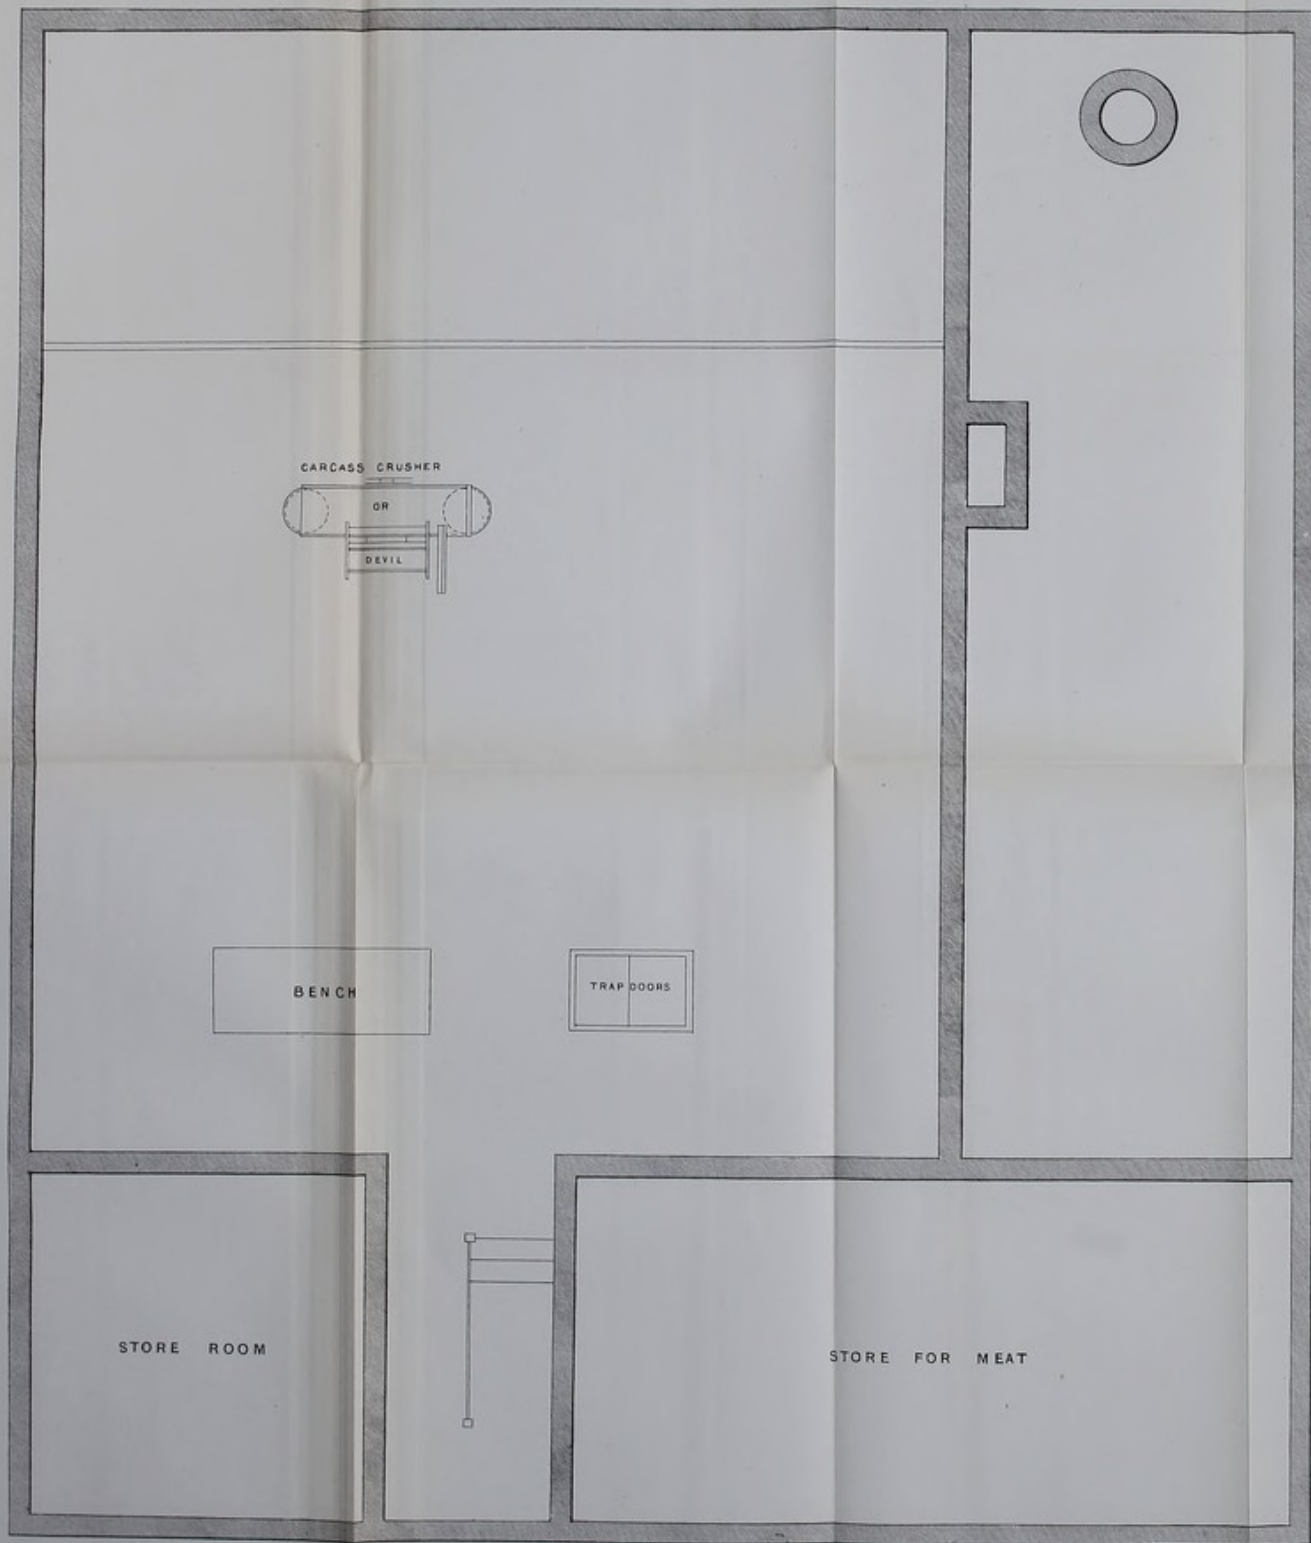 CARCASS CRUSHER
OR
DEVIL
BENCH
TRAP DOORS
STORE ROOM
STORE FOR MEAT